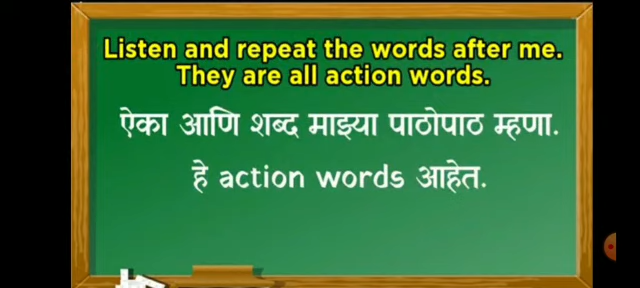 Listen and repeat the words after me.
They are all action words.
ऐका आणि शब्द माझ्या पाठोपाठ म्हणा.
हे action words आहेत.